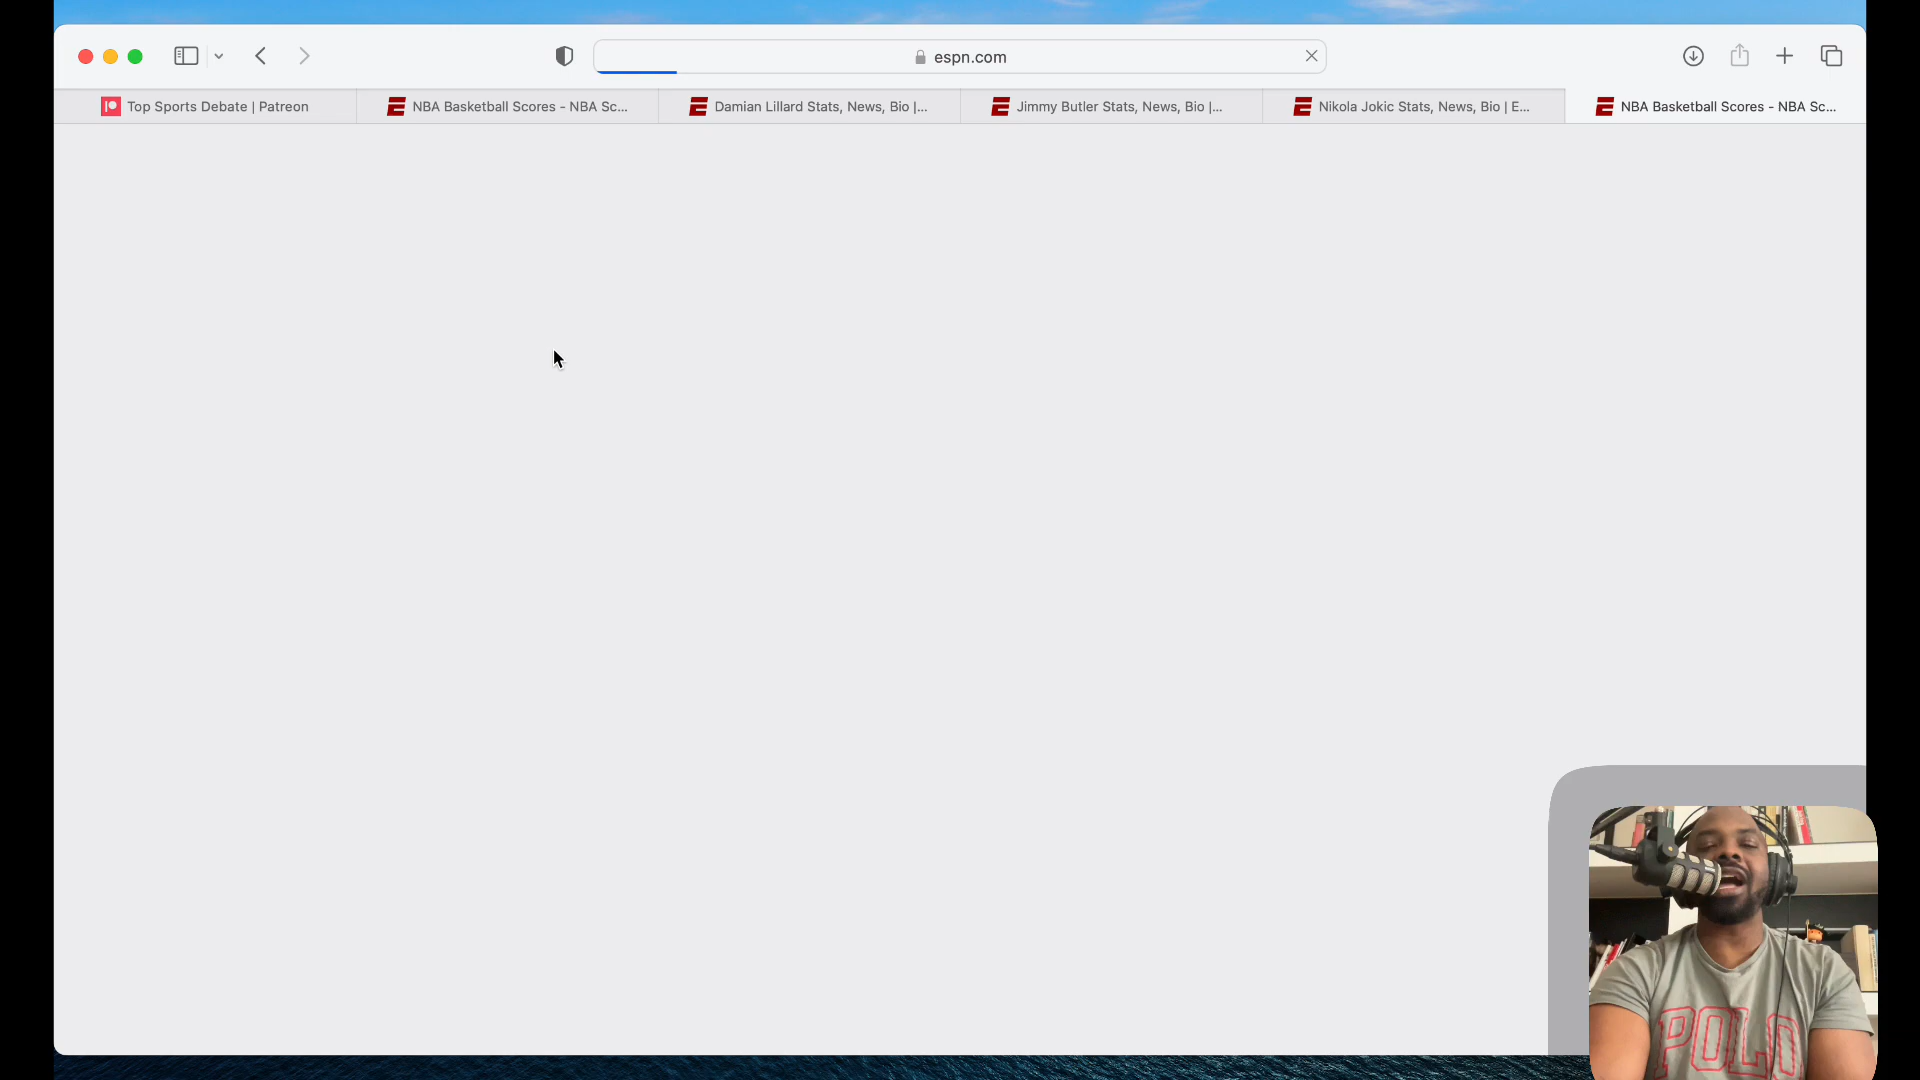 espn.com
Top Sports Debate | Patreon
NBA Basketball Scores - NBA Sc...
Damian Lillard Stats, News, Bio |...
Jimmy Butler Stats, News, Bio |...
Nikola Jokic Stats, News, Bio | E...
NBA Basketball Scores - NBA Sc...
POLO